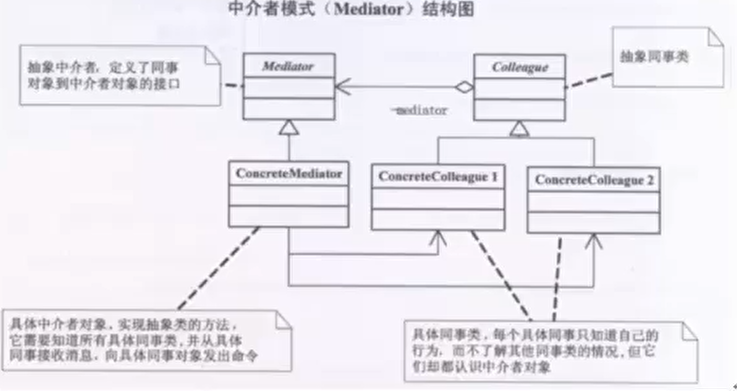 中介者模式（Mediator）结构图
抽象中介者，定义了同事
对象到中介者对象的接口
Mediator
Colleague
抽象同事类
-mediator
ConcreteMediator
ConcreteColleague 1
ConcreteColleague 2
具体中介者对象，实现抽象类的方法，
它需要知道所有具体同事类，并从具体
同事接收消息，向具体同事对象发出命令
具体同事类，每个具体同事只知道自己的
行为，而不了解其他同事类的情况，但它
们却都认识中介者对象